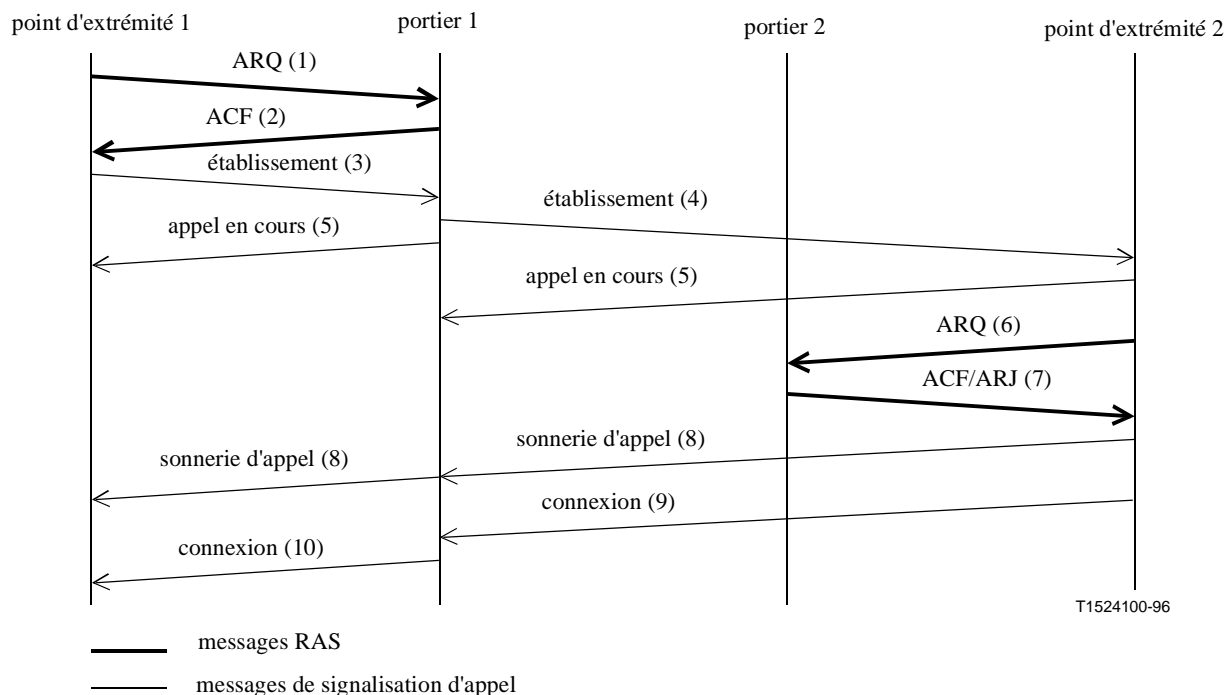 point d'extrémité 1
portier 1
portier 2
point d'extrémité 2
ARQ (1)
ACF (2)
établissement (3)
établissement (4)
appel en cours (5)
appel en cours (5)
ARQ (6)
ACF/ARJ (7)
sonnerie d'appel (8)
sonnerie d'appel (8)
connexion (9)
connexion (10)
T1524100-96
messages RAS
messages de signalisation d'appel